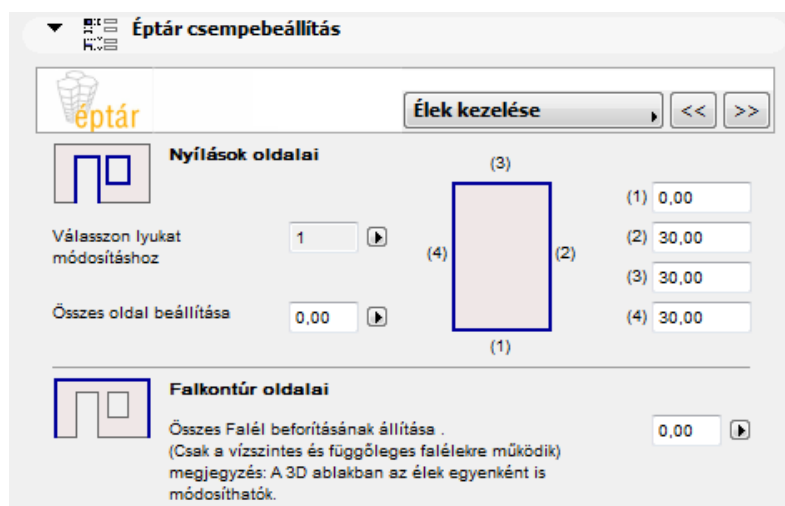 Éptár csempebeállítás
éptár
Élek kezelése
<< >>
Nyílások oldalai
(3)
(1) 0,00
Válasszon lyukat
módosításhoz
1
(4)
(2)
(2) 30,00
(3) 30,00
Összes oldal beállítása
0,00
(4) 30,00
(1)
Falkontúr oldalai
Összes Falél beforításának állítása .
0,00
(Csak a vízszintes és függőleges falélekre működik)
megjegyzés: A 3D ablakban az élek egyenként is
módosíthatók.